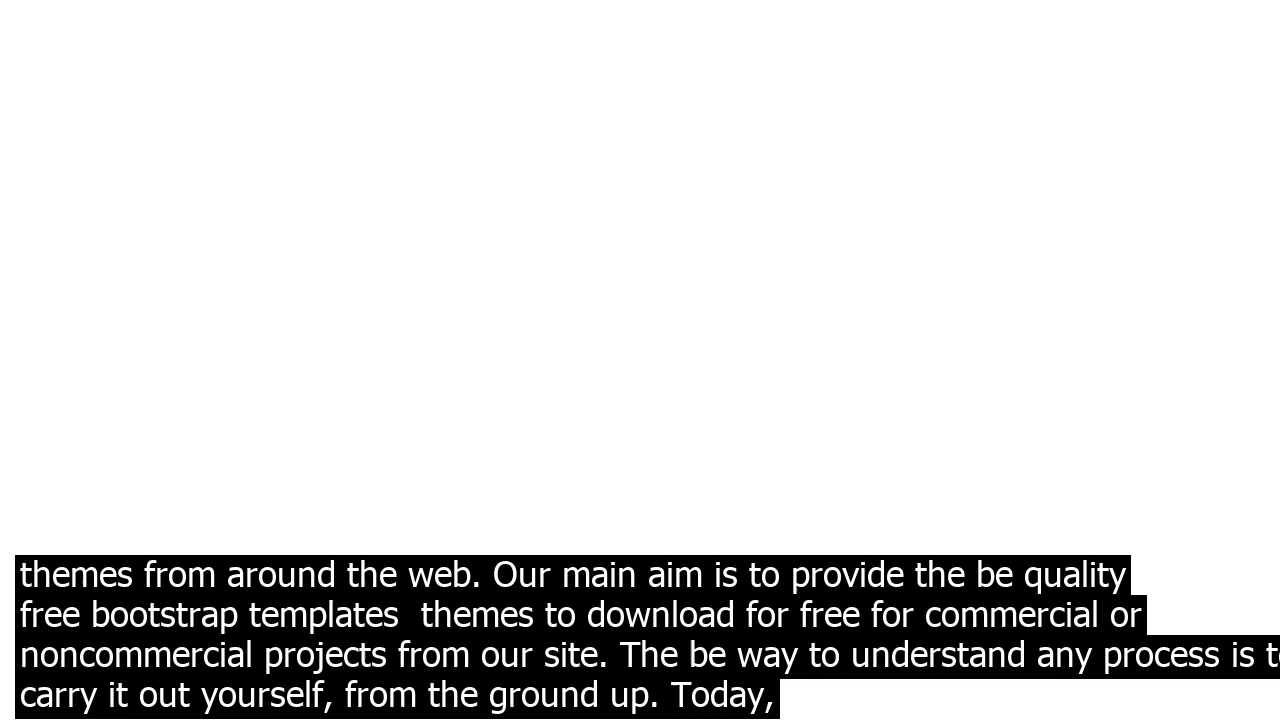 themes from around the web. Our main aim is to provide the be quality
free bootstrap templates  themes to download for free for commercial or
noncommercial projects from our site. The be way to understand any process is
carry it out yourself, from the ground up. Today,